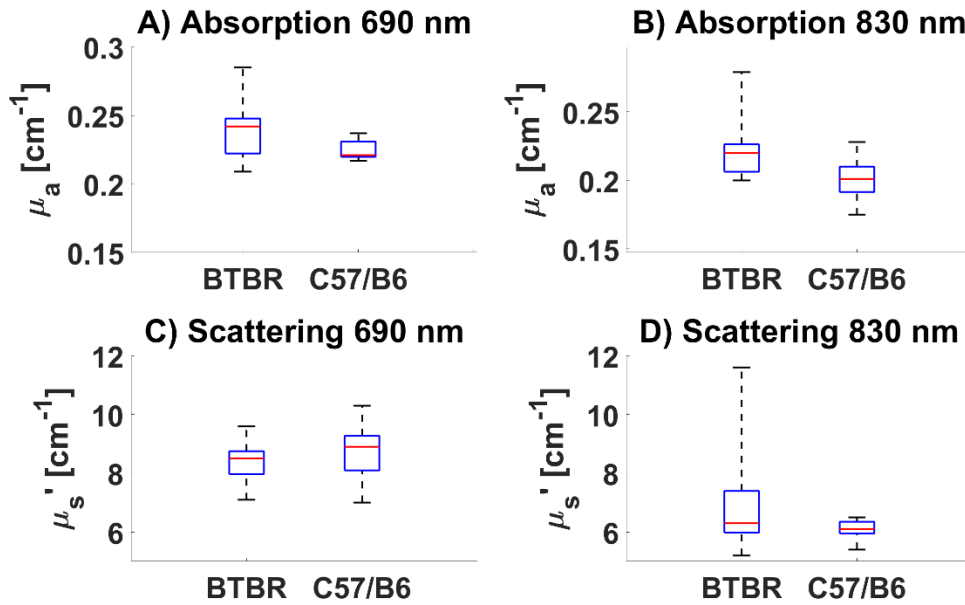 A) Absorption 690 nm
μa [cm-1]
0.3
0.25
0.2
0.15
BTBR C57/B6
B) Absorption 830 nm
μa [cm-1]
0.25
0.2
0.15
BTBR C57/B6
C) Scattering 690 nm
μs' [cm-1]
12
10
8
6
BTBR C57/B6
D) Scattering 830 nm
μs' [cm-1]
12
10
8
6
BTBR C57/B6